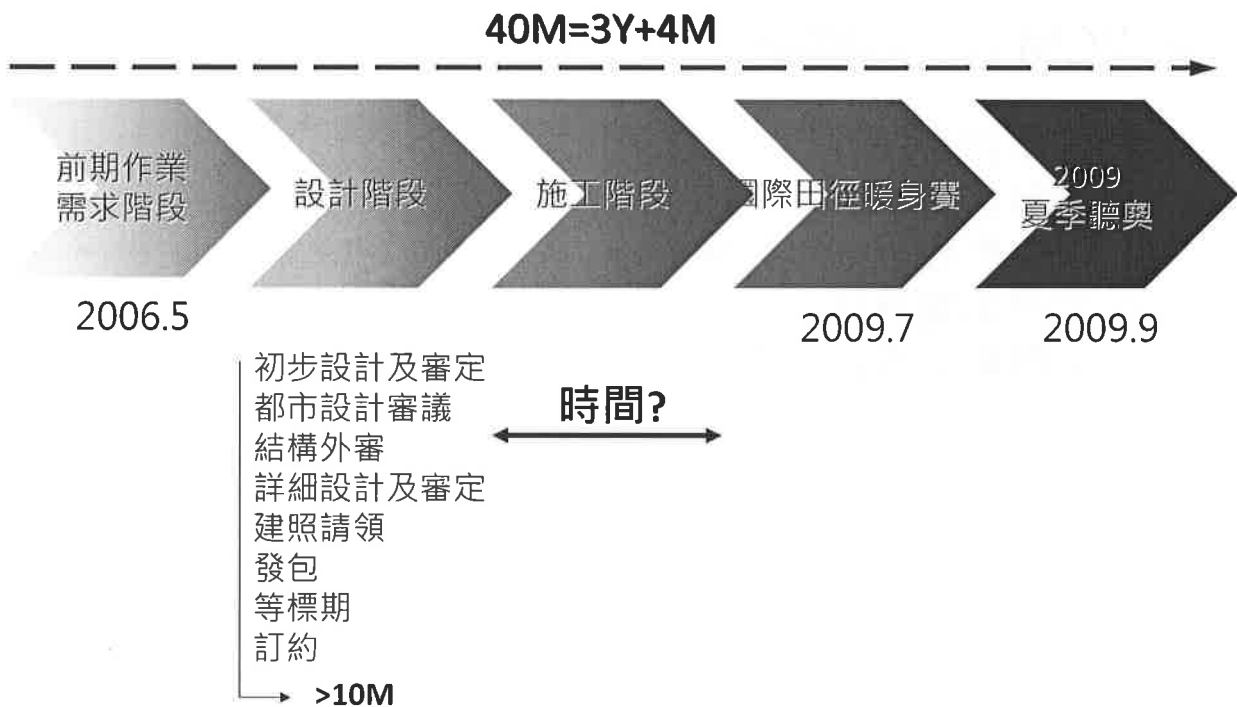 40M=3Y+4M
前期作業
需求階段
設計階段
施工階段
國際田徑暖身賽
2009
夏季聽奧
2006.5
2009.7
2009.9
初步設計及審定
都市設計審議
結構外審
詳細設計及審定
建照請領
發包
等標期
訂約
>10M
時間?